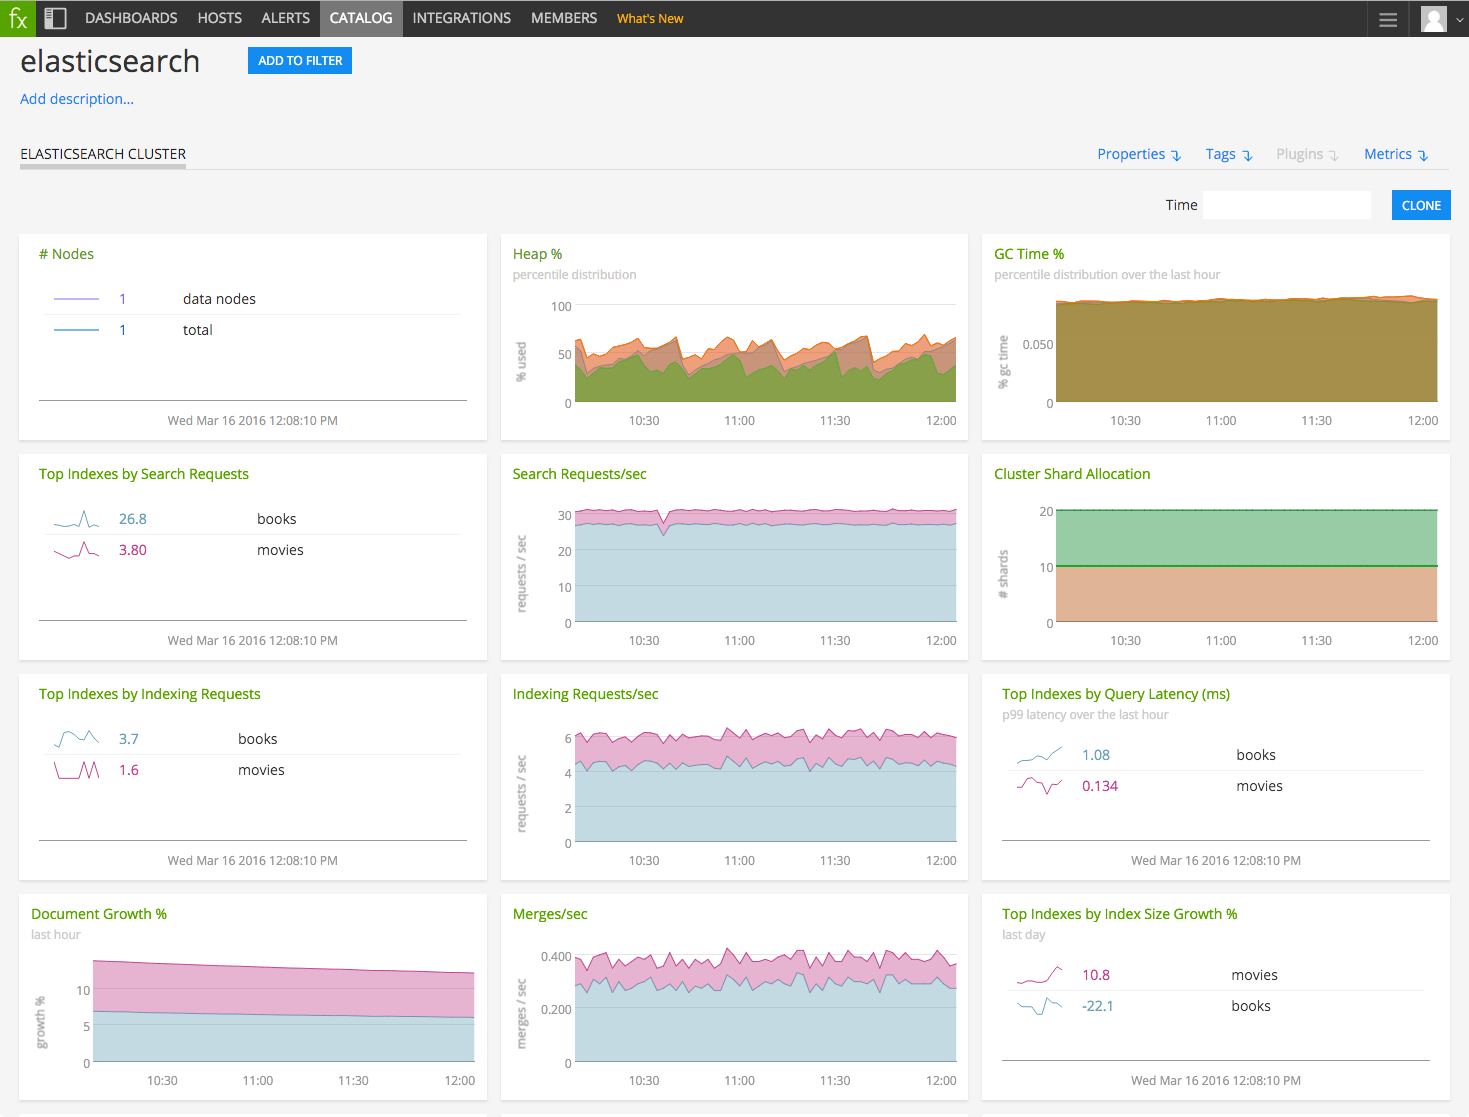 fx DASHBOARDS HOSTS ALERTS CATALOG INTEGRATIONS MEMBERS What's New
elasticsearch ADD TO FILTER
Add description...
ELASTICSEARCH CLUSTER Properties Tags Plugins Metrics
Time CLONE
# Nodes
1 data nodes
1 total
Wed Mar 16 2016 12:08:10 PM
Heap %
percentile distribution
% used
100
50
0
10:30 11:00 11:30 12:00
GC Time %
percentile distribution over the last hour
% gc time
0.050
0
10:30 11:00 11:30 12:00
Top Indexes by Search Requests
26.8 books
3.80 movies
Wed Mar 16 2016 12:08:10 PM
Search Requests/sec
requests / sec
30
20
10
0
10:30 11:00 11:30 12:00
Cluster Shard Allocation
# shards
20
10
0
10:30 11:00 11:30 12:00
Top Indexes by Indexing Requests
3.7 books
1.6 movies
Wed Mar 16 2016 12:08:10 PM
Indexing Requests/sec
requests / sec
6
4
2
0
10:30 11:00 11:30 12:00
Top Indexes by Query Latency (ms)
p99 latency over the last hour
1.08 books
0.134 movies
Wed Mar 16 2016 12:08:10 PM
Document Growth %
last hour
growth %
10
5
0
10:30 11:00 11:30 12:00
Merges/sec
merges / sec
0.400
0.200
0
10:30 11:00 11:30 12:00
Top Indexes by Index Size Growth %
last day
10.8 movies
-22.1 books
Wed Mar 16 2016 12:08:10 PM